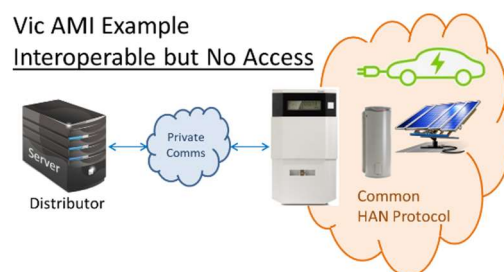 Vic AMI Example
Interoperable but No Access
Server
Private
Comms
Distributor
Common
HAN Protocol